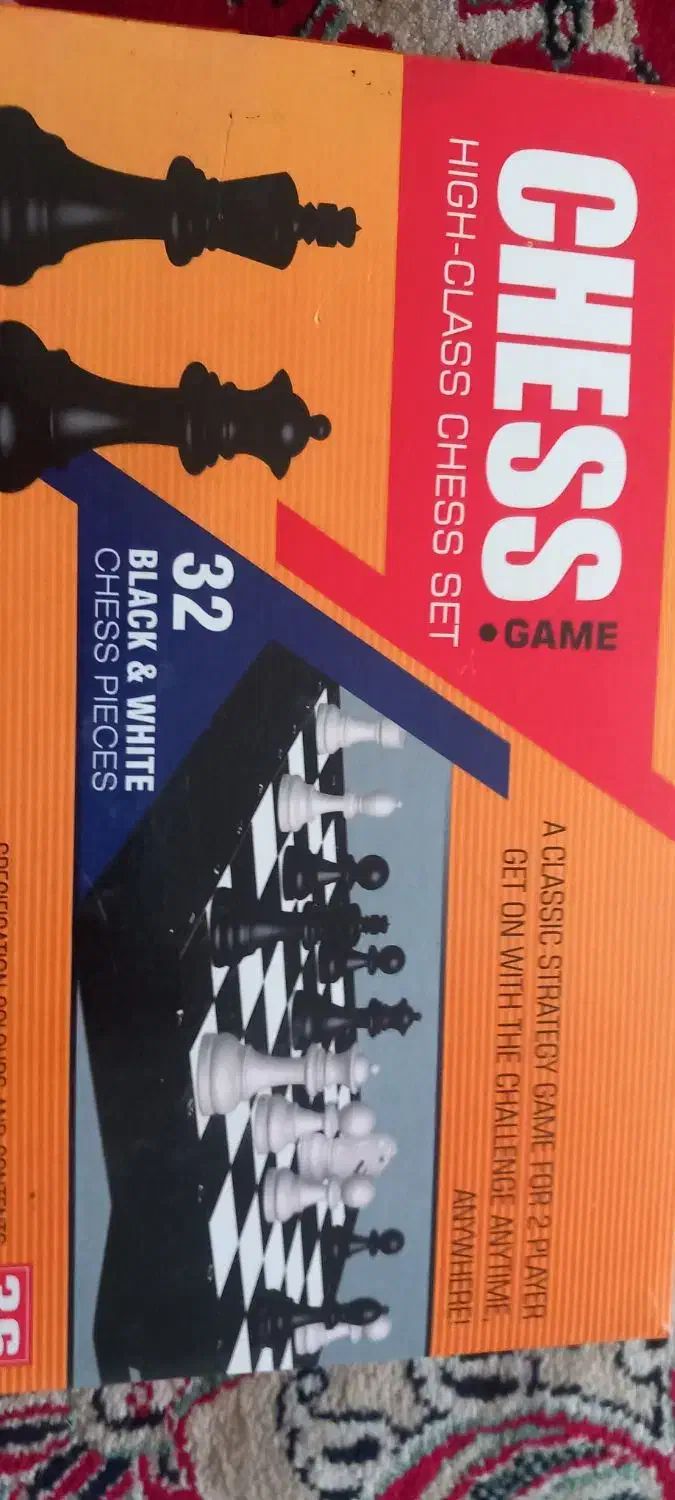 CHESS
•GAME
HIGH-CLASS CHESS SET
A CLASSIC STRATEGY GAME FOR 2 PLAYER
GET ON WITH THE CHALLENGE ANYTIME,
ANYWHERE!
32
BLACK & WHITE
CHESS PIECES